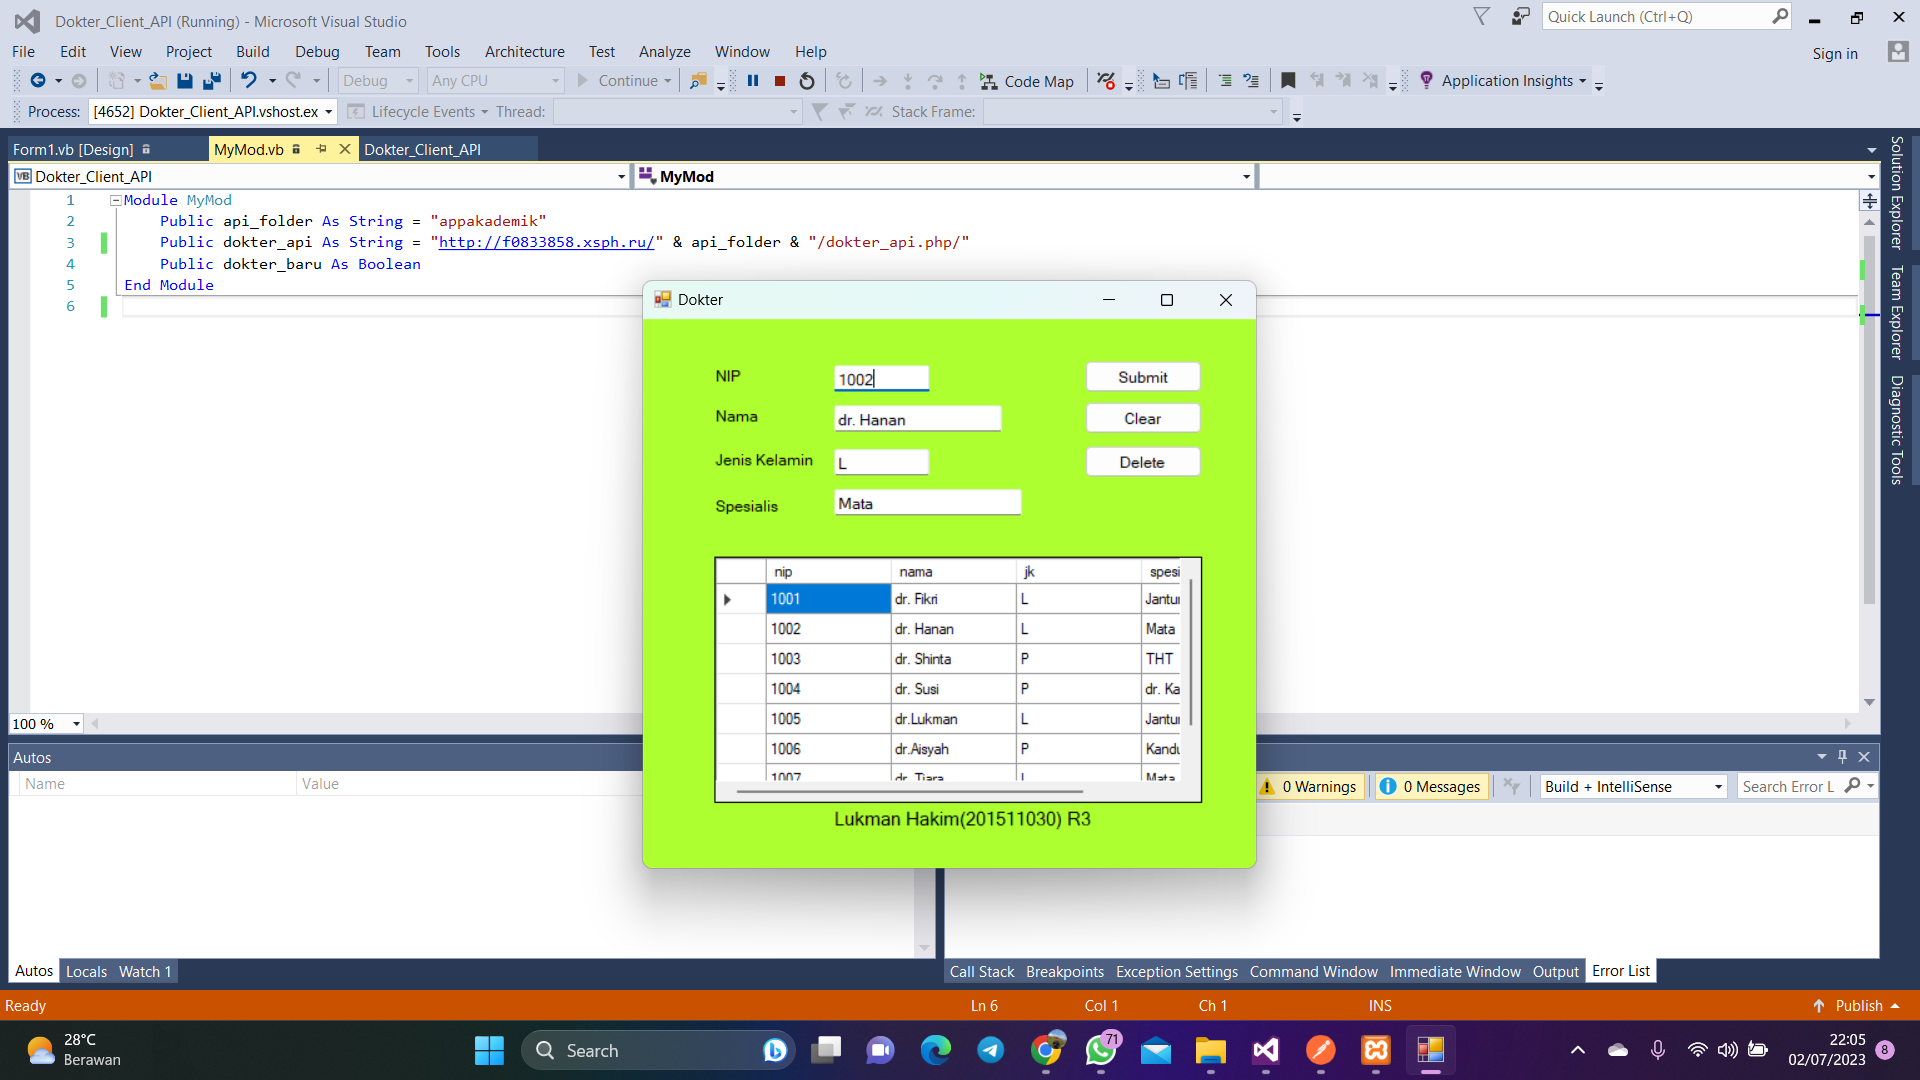 Dokter_Client_API (Running) - Microsoft Visual Studio
Quick Launch (Ctrl+Q)
File Edit View Project Build Debug Team Tools Architecture Test Analyze Window Help
Sign in
Debug Any CPU Continue Code Map Application Insights
Process: [4652] Dokter_Client_API.vshost.ex Lifecycle Events Thread: Stack Frame:
Form1.vb [Design] MyMod.vb Dokter_Client_API
Dokter_Client_API MyMod
1 Module MyMod
2 Public api_folder As String = "appakademik"
3 Public dokter_api As String = "http://f0833858.xsph.ru/" & api_folder & "/dokter_api.php/"
4 Public dokter_baru As Boolean
5 End Module
6
Solution Explorer
Team Explorer
Diagnostic Tools
Dokter
NIP 1002 Submit
Nama dr. Hanan Clear
Jenis Kelamin L Delete
Spesialis Mata
nip nama jk spesi
1001 dr. Fikri L Jantu
1002 dr. Hanan L Mata
1003 dr. Shinta P THT
1004 dr. Susi P dr. Ka
1005 dr.Lukman L Jantu
1006 dr.Aisyah P Kandu
1007 dr. Tiara L Mata
Lukman Hakim(201511030) R3
100 %
Autos
Name Value
0 Warnings 0 Messages Build + IntelliSense Search Error L
Autos Locals Watch 1
Call Stack Breakpoints Exception Settings Command Window Immediate Window Output Error List
Ready Ln 6 Col 1 Ch 1 INS Publish
28°C
Berawan
Search
71
22:05
02/07/2023
8